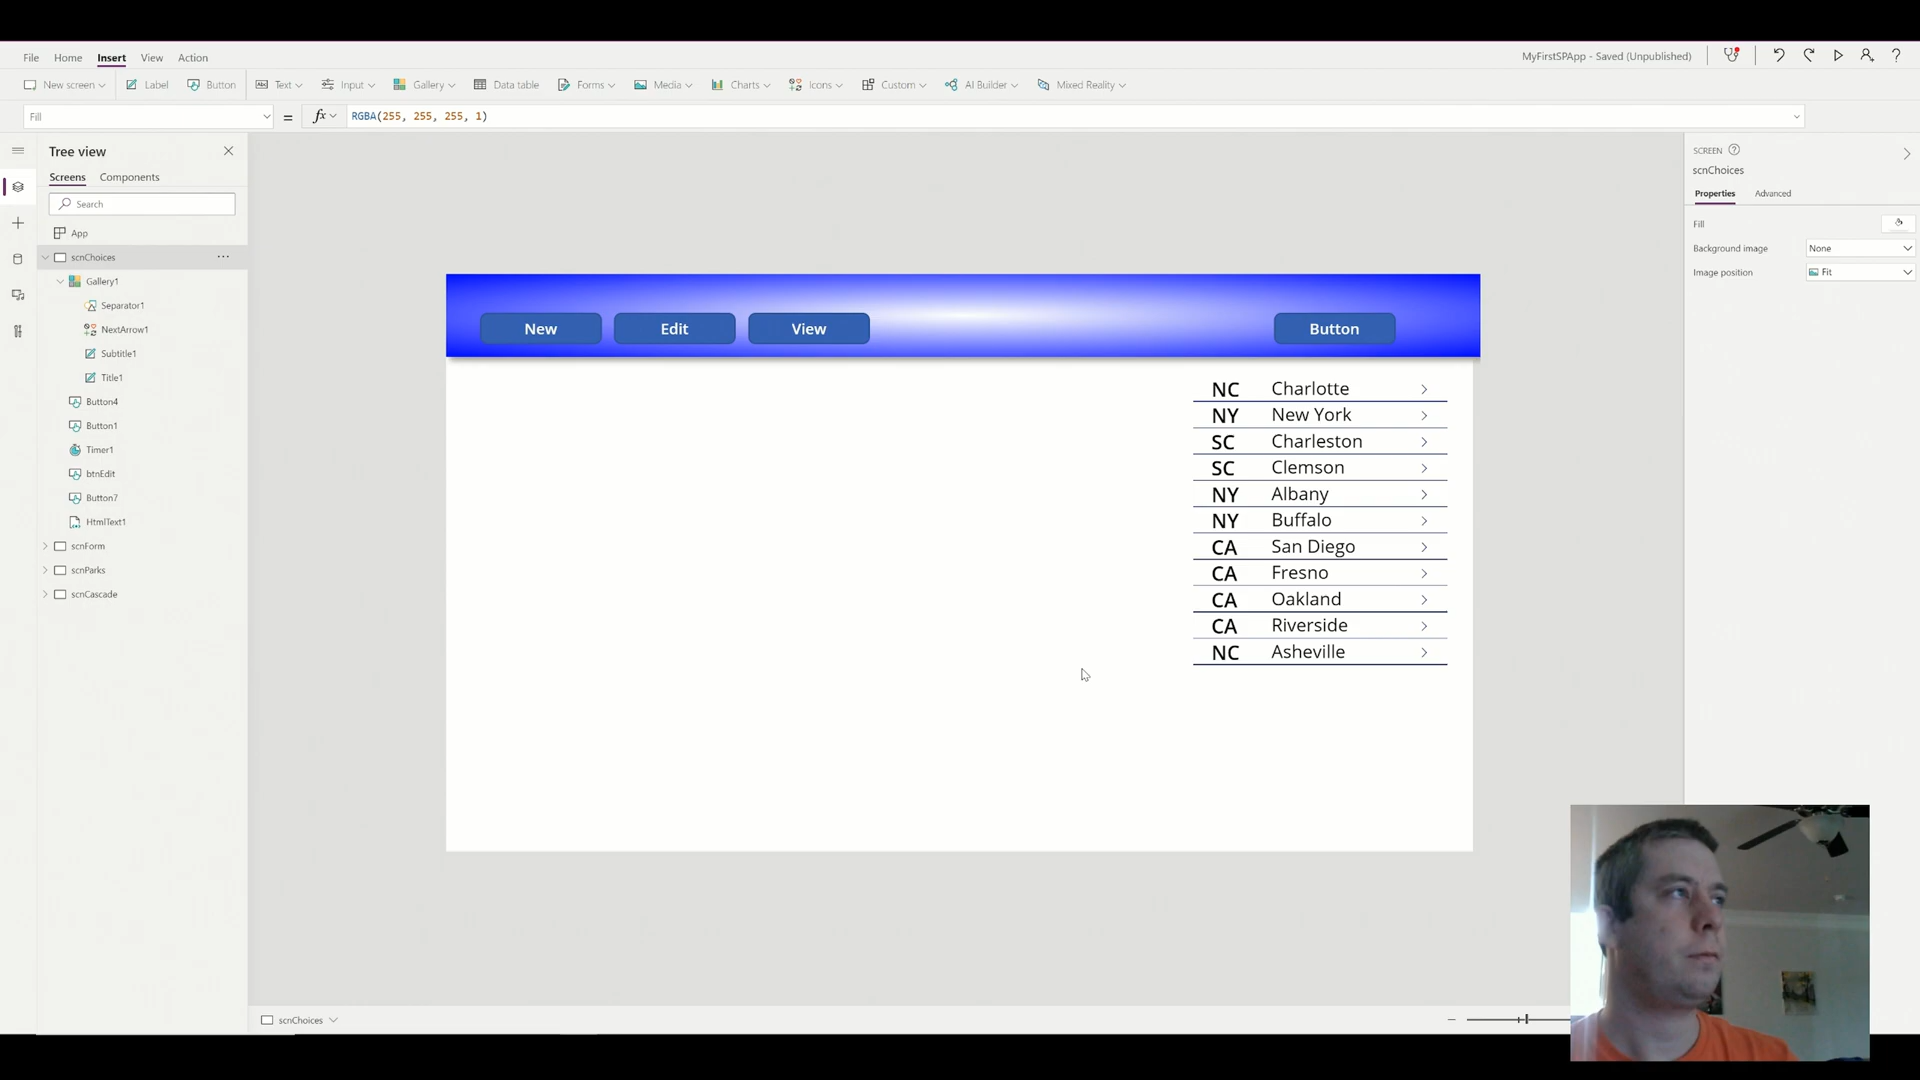 File Home Insert View Action MyFirstSPApp - Saved (Unpublished)
New screen Label Button Text Input Gallery Data table Forms Media Charts Icons Custom AI Builder Mixed Reality
Fill = fx RGBA(255, 255, 255, 1)
Tree view
Screens Components
Search
App
scnChoices
Gallery1
Separator1
NextArrow1
Subtitle1
Title1
Button4
Button1
Timer1
btnEdit
Button7
HtmlText1
scnForm
scnParks
scnCascade
New Edit View Button
NC Charlotte
NY New York
SC Charleston
SC Clemson
NY Albany
NY Buffalo
CA San Diego
CA Fresno
CA Oakland
CA Riverside
NC Asheville
SCREEN
scnChoices
Properties Advanced
Fill
Background image None
Image position Fit
scnChoices